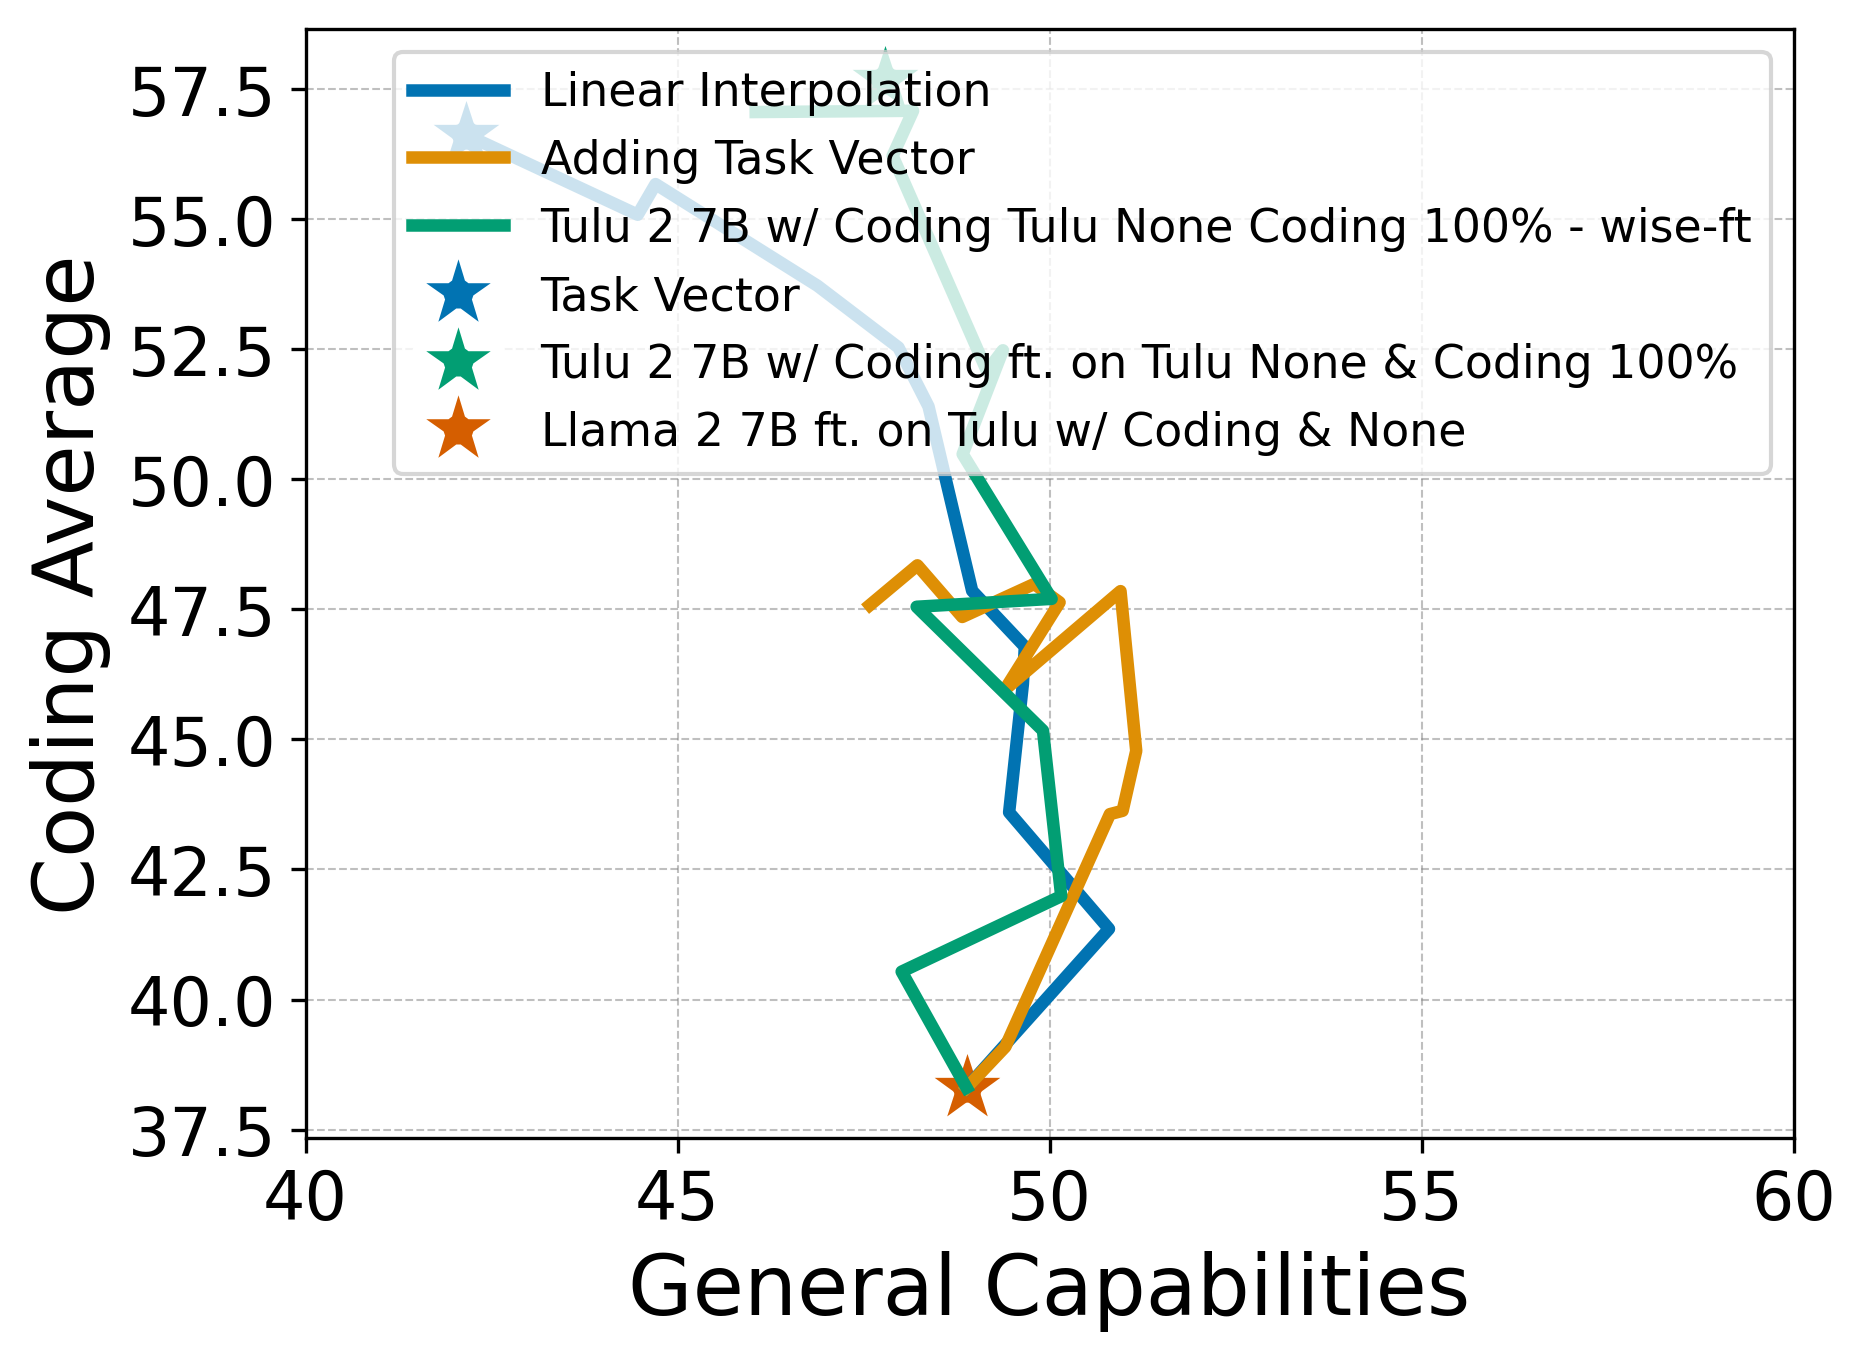 57.5
55.0
52.5
50.0
47.5
45.0
42.5
40.0
37.5
Coding Average
Linear Interpolation
Adding Task Vector
Tulu 2 7B w/ Coding Tulu None Coding 100% - wise-ft
Task Vector
Tulu 2 7B w/ Coding ft. on Tulu None & Coding 100%
Llama 2 7B ft. on Tulu w/ Coding & None
40 45 50 55 60
General Capabilities